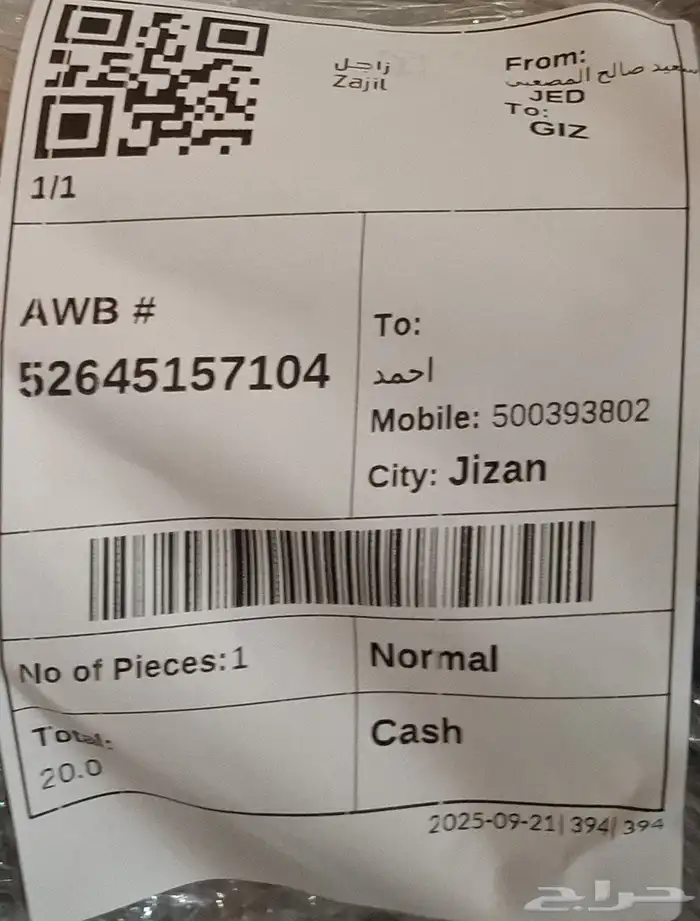 زاجل
Zajil
From:
سعيد صالح المصعبي
JED
To:
GIZ
1/1
AWB #
52645157104
To:
احمد
Mobile: 500393802
City: Jizan
No of Pieces:1
Normal
Total:
20.0
Cash
2025-09-21| 394/ 394
حراج